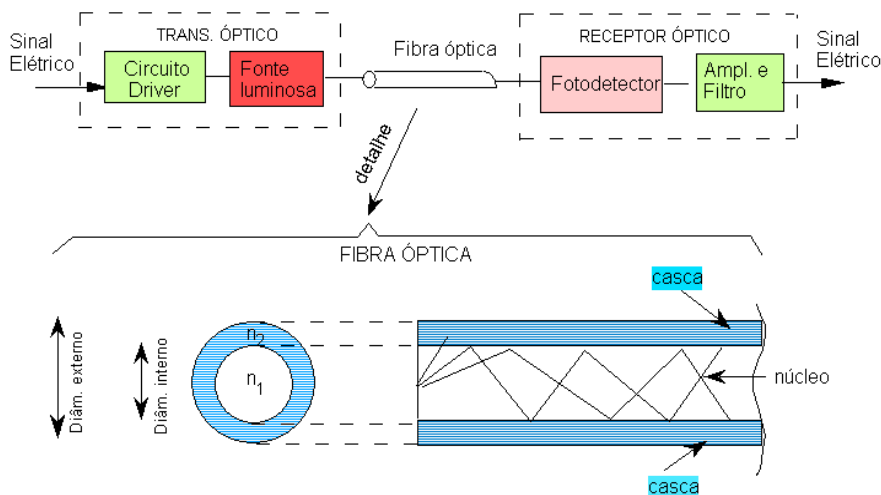 TRANS. ÓPTICO
RECEPTOR ÓPTICO
Sinal
Elétrico
Circuito
Driver
Fonte
luminosa
Fibra óptica
Fotodetector
Ampl. e
Filtro
Sinal
Elétrico
detalhe
FIBRA ÓPTICA
casca
Diâm. externo
Diâm. interno
n2
n1
núcleo
casca